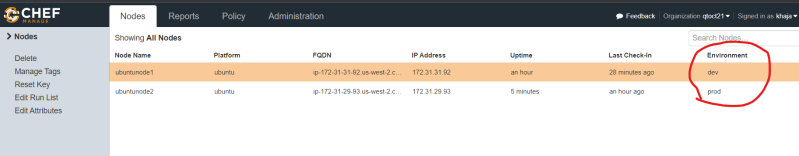 CHEF
MANAGE
Nodes Reports Policy Administration
Feedback Organization qtoct21 Signed in as khaja
Nodes
Delete
Manage Tags
Reset Key
Edit Run List
Edit Attributes
Showing All Nodes
Search Nodes...
Node Name Platform FQDN IP Address Uptime Last Check-In Environment
ubuntunode1 ubuntu ip-172-31-31-92.us-west-2.c... 172.31.31.92 an hour 28 minutes ago dev
ubuntunode2 ubuntu ip-172-31-29-93.us-west-2.c... 172.31.29.93 5 minutes an hour ago prod